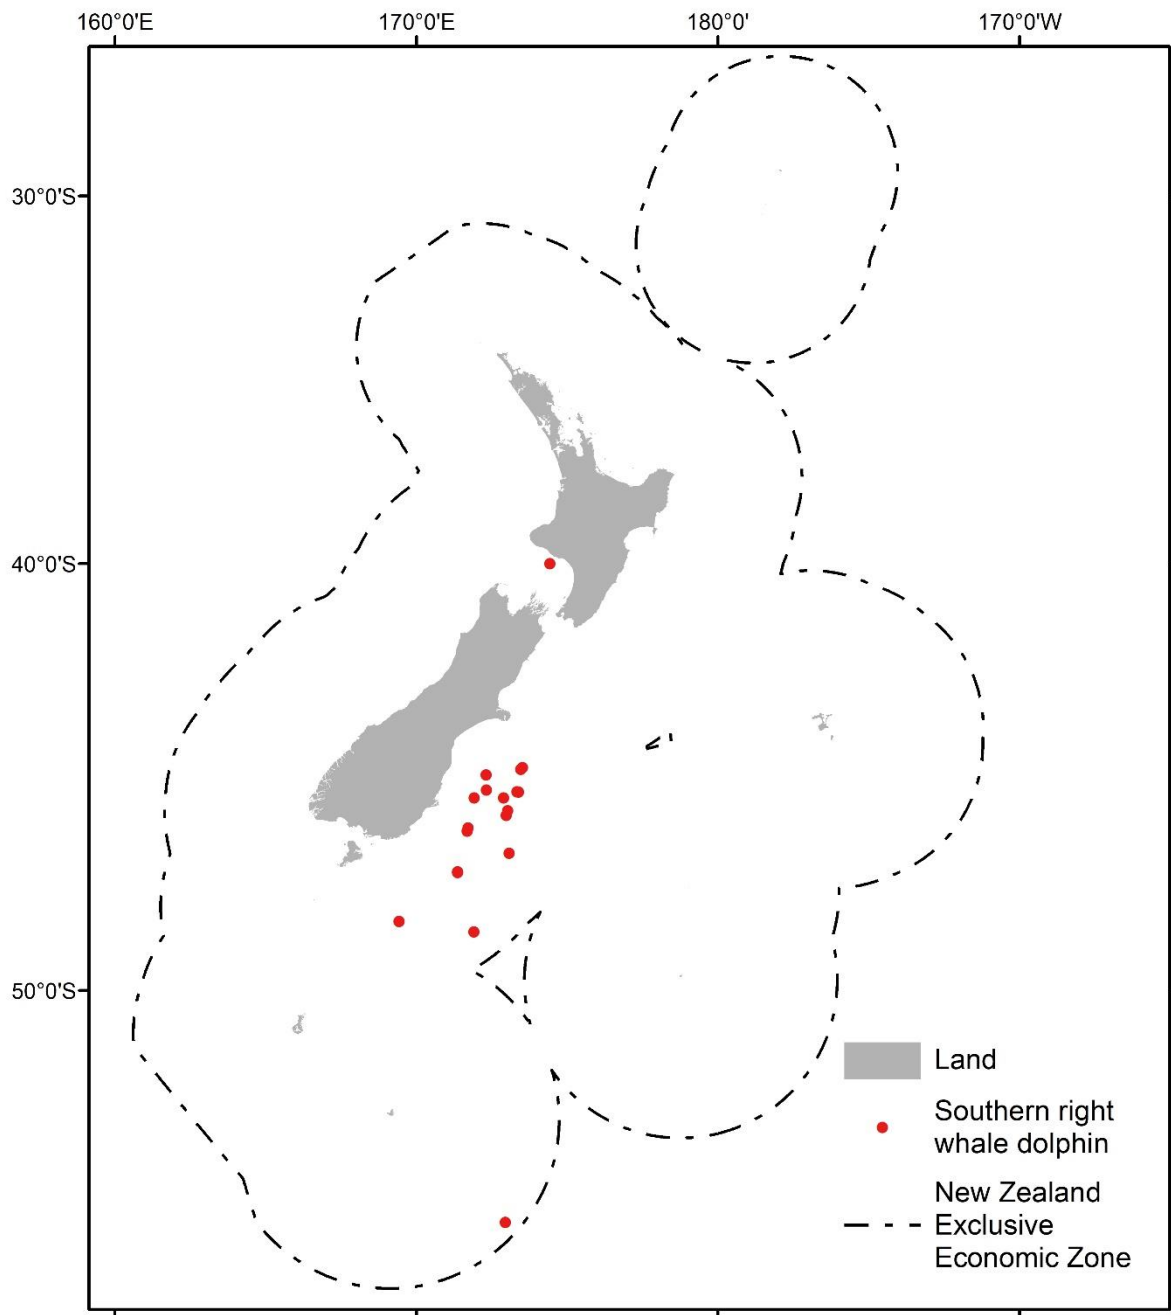 160°0'E
170°0'E
180°0'
170°0'W
30°0'S
40°0'S
50°0'S
Land
Southern right
whale dolphin
New Zealand
Exclusive
Economic Zone